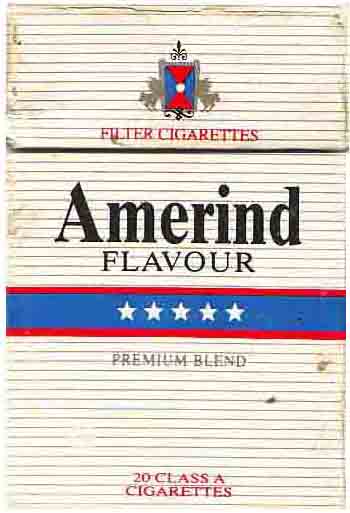 FILTER CIGARETTES
Amerind
FLAVOUR
PREMIUM BLEND
20 CLASS A
CIGARETTES